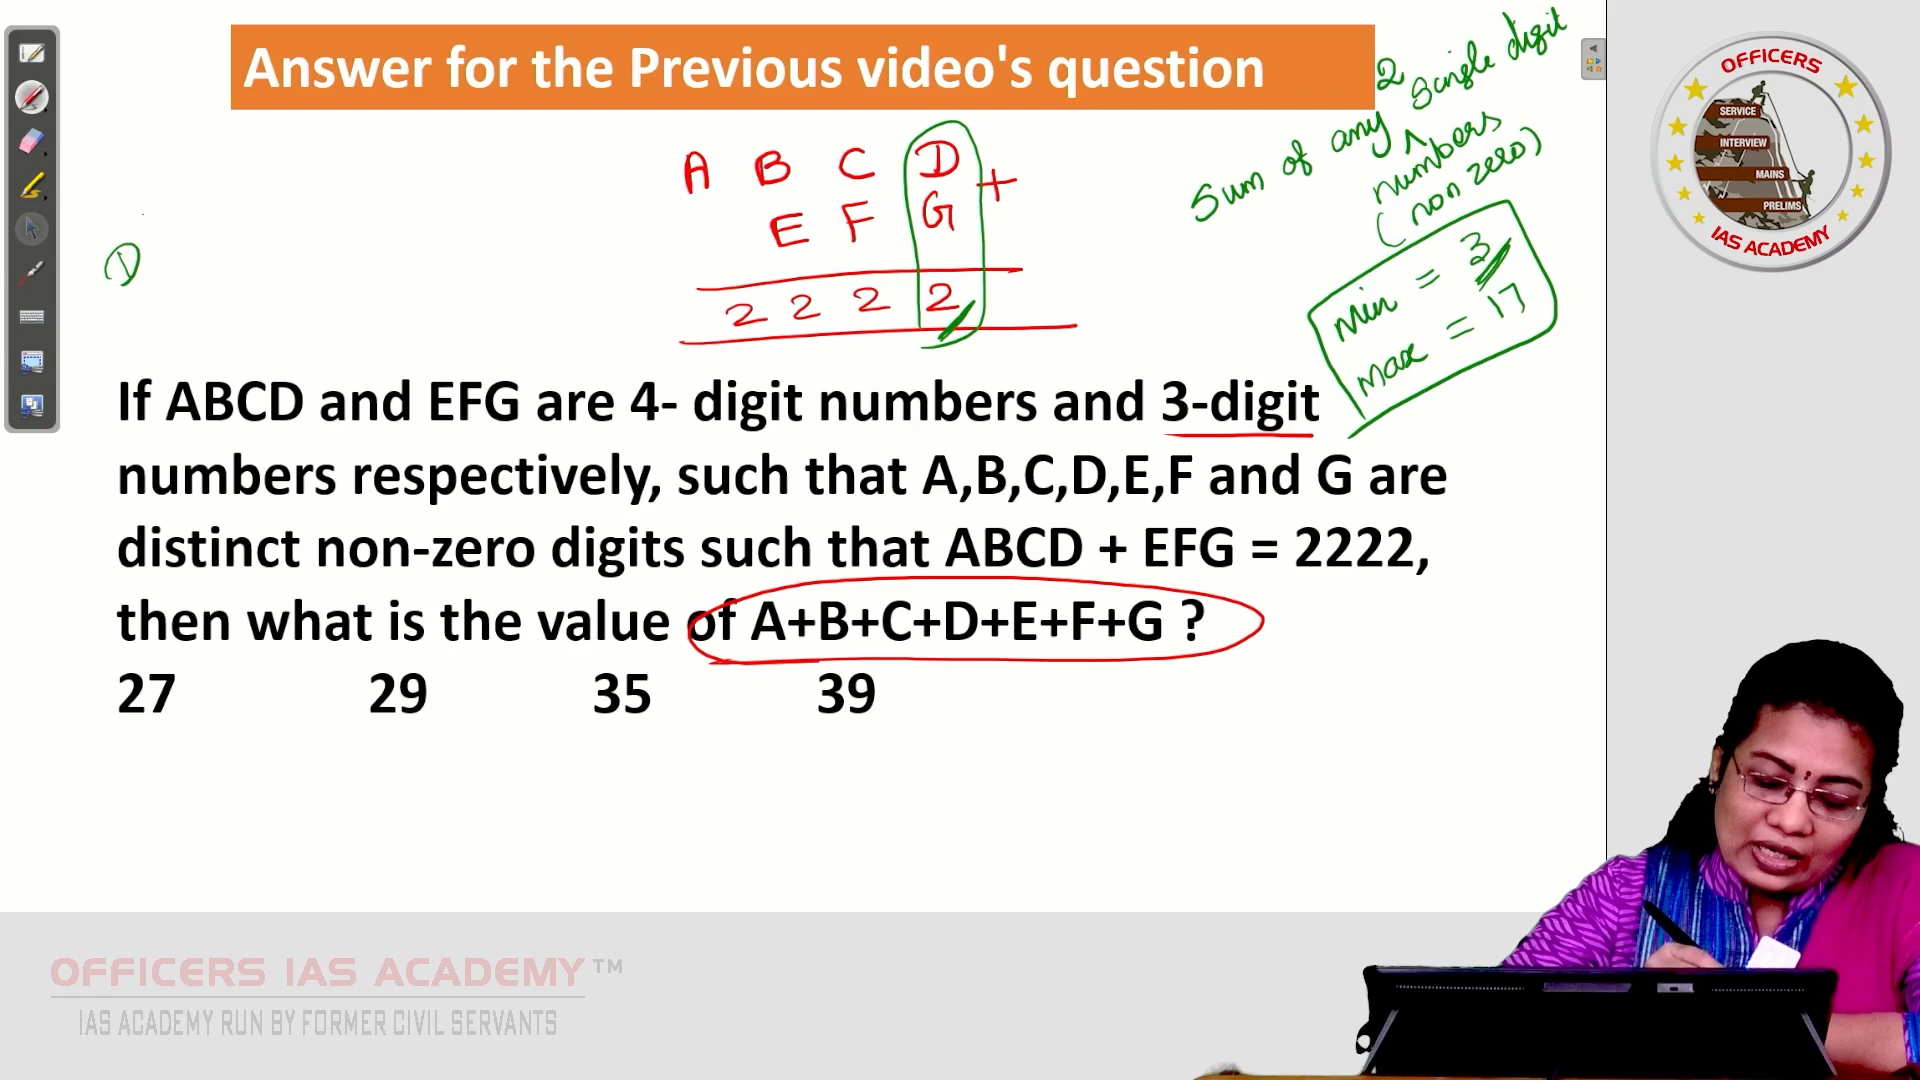 Answer for the Previous video's question
Sum of any 2 single digit
numbers
(non zero)
A B C D
E F G +
2 2 2 2
Min = 3
Max = 17
D
If ABCD and EFG are 4- digit numbers and 3-digit
numbers respectively, such that A,B,C,D,E,F and G are
distinct non-zero digits such that ABCD + EFG = 2222,
then what is the value of A+B+C+D+E+F+G ?
27 29 35 39
OFFICERS
SERVICE
INTERVIEW
MAINS
PRELIMS
IAS ACADEMY
OFFICERS IAS ACADEMY™
IAS ACADEMY RUN BY FORMER CIVIL SERVANTS